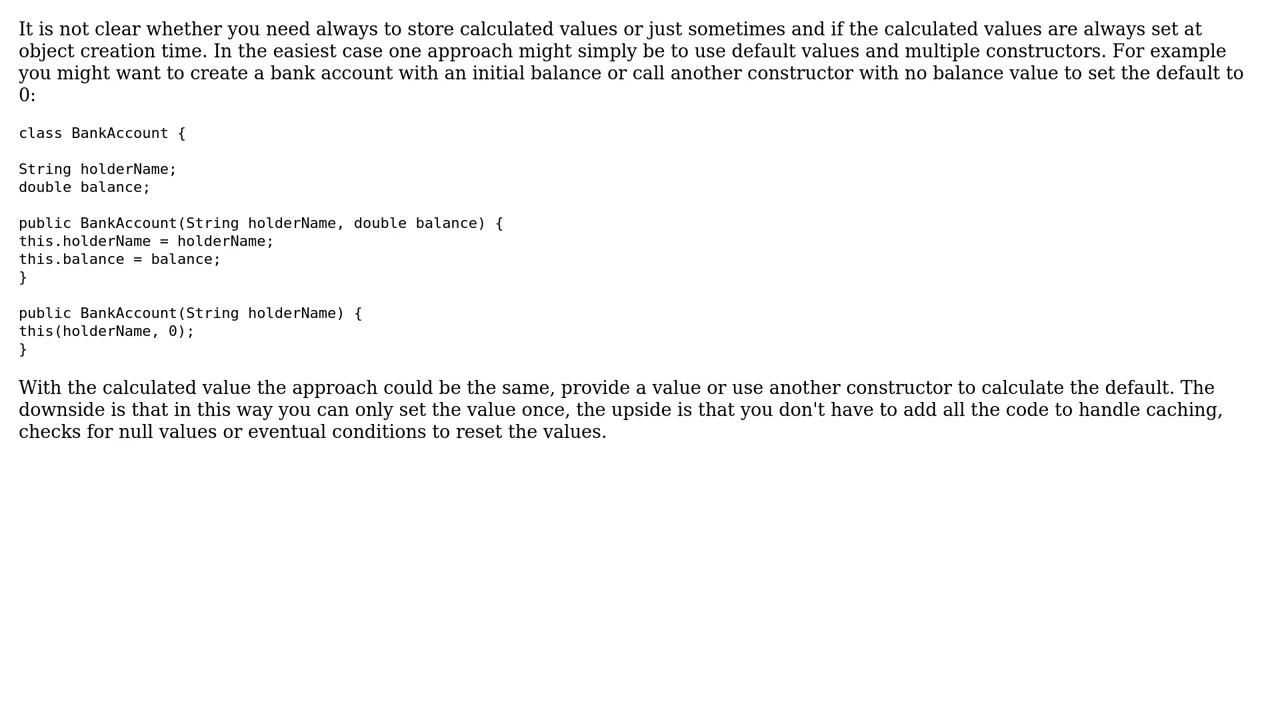 It is not clear whether you need always to store calculated values or just sometimes and if the calculated values are always set at
object creation time. In the easiest case one approach might simply be to use default values and multiple constructors. For example
you might want to create a bank account with an initial balance or call another constructor with no balance value to set the default to
0:
class BankAccount {
String holderName;
double balance;
public BankAccount(String holderName, double balance) {
this.holderName = holderName;
this.balance = balance;
}
public BankAccount(String holderName) {
this(holderName, 0);
}
With the calculated value the approach could be the same, provide a value or use another constructor to calculate the default. The
downside is that in this way you can only set the value once, the upside is that you don't have to add all the code to handle caching,
checks for null values or eventual conditions to reset the values.